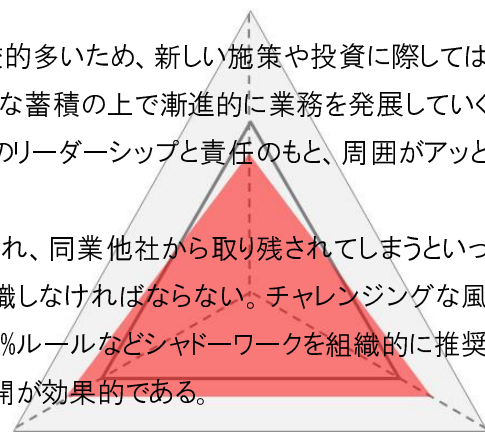 的多いため、新しい施策や投資に際しては
な蓄積の上で漸進的に業務を発展していく
のリーダーシップと責任のもと、周囲がアッと
れ、同業他社から取り残されてしまうといっ
識しなければならない。チャレンジングな風
%ルールなどシャドーワークを組織的に推奨
開が効果的である。